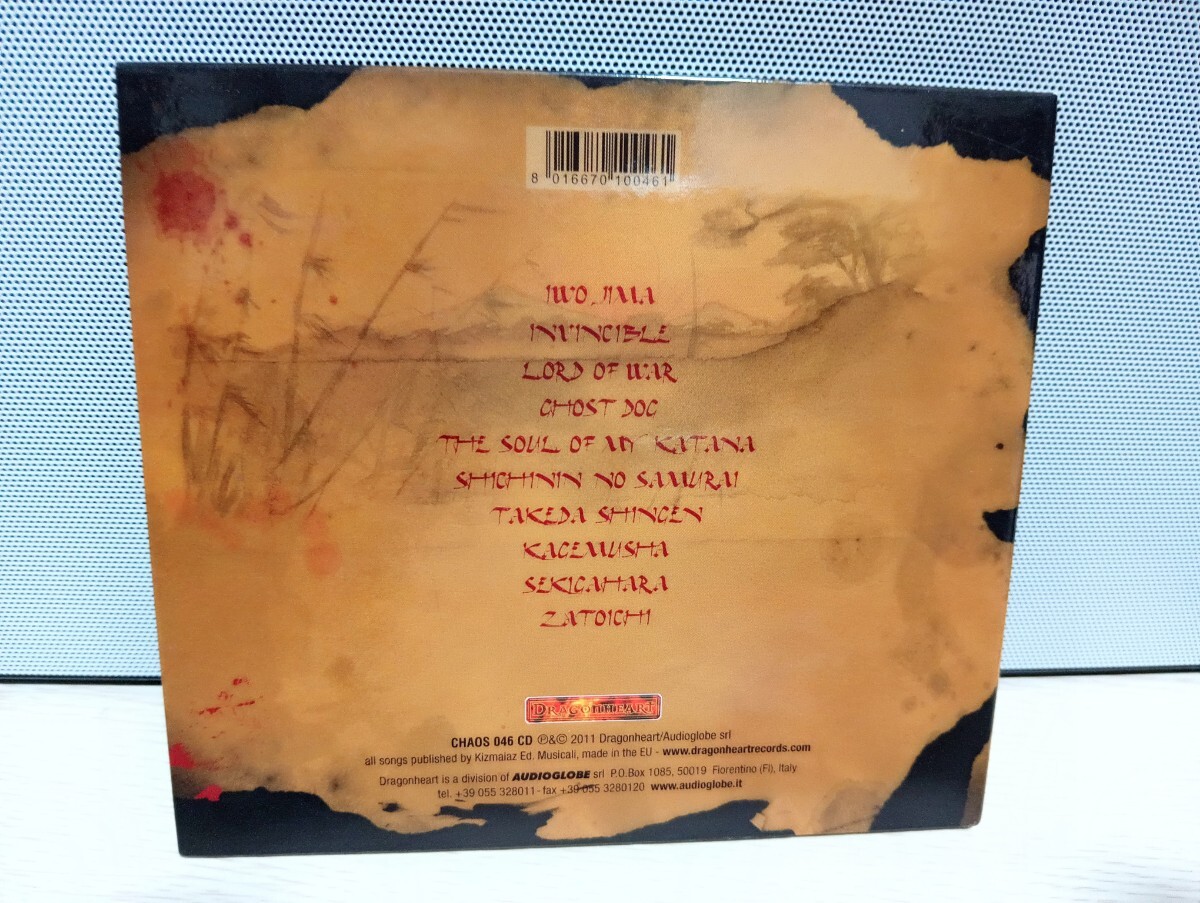 8 016670 100461
IWO JIMA
INVINCIBLE
LORD OF WAR
GHOST DOG
THE SOUL OF MY KATANA
SHICHININ NO SAMURAI
TAKEDA SHINGEN
KAGEMUSHA
SEKIGAHARA
ZATOICHI
DRAGONHEART
CHAOS 046 CD ℗&© 2011 Dragonheart/Audioglobe srl
all songs published by Kizmaiaz Ed. Musicali, made in the EU - www.dragonheartrecords.com
Dragonheart is a division of AUDIOGLOBE srl P.O.Box 1085, 50019 Fiorentino (FI), Italy
tel. +39 055 328011 - fax +39 055 3280120 www.audioglobe.it